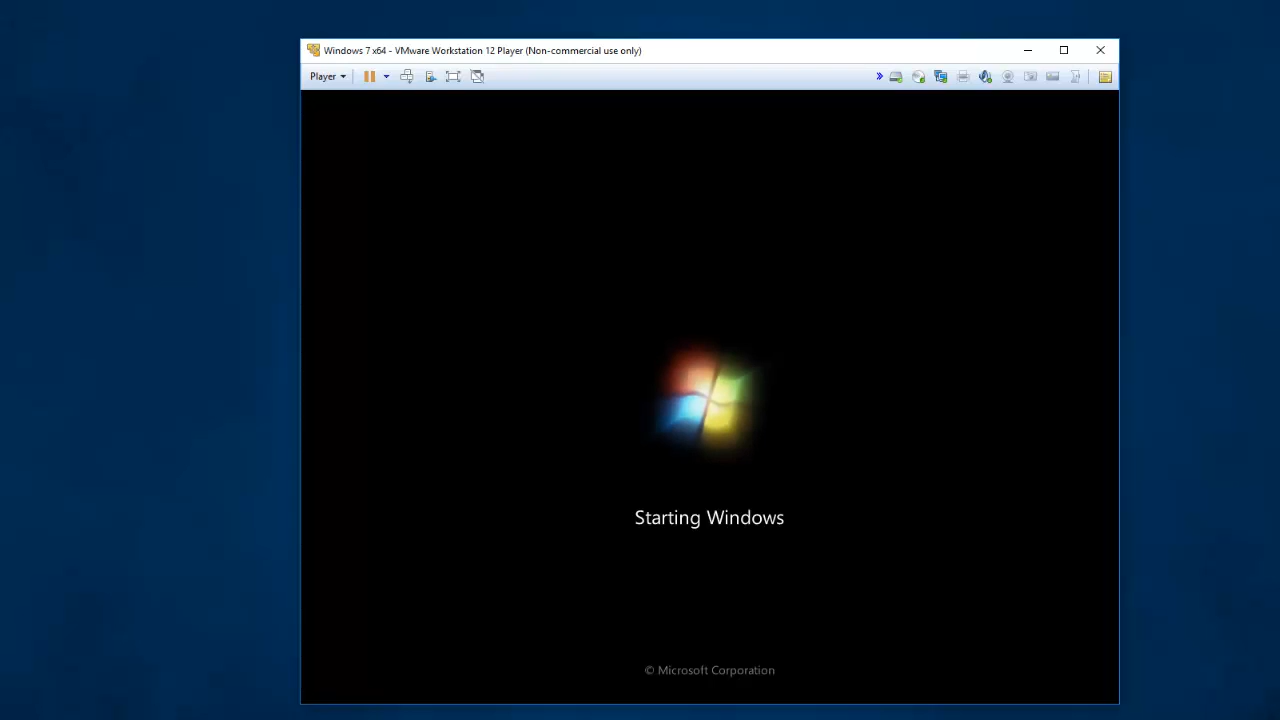 Windows 7 x64 - VMware Workstation 12 Player (Non-commercial use only)
Player
Starting Windows
© Microsoft Corporation